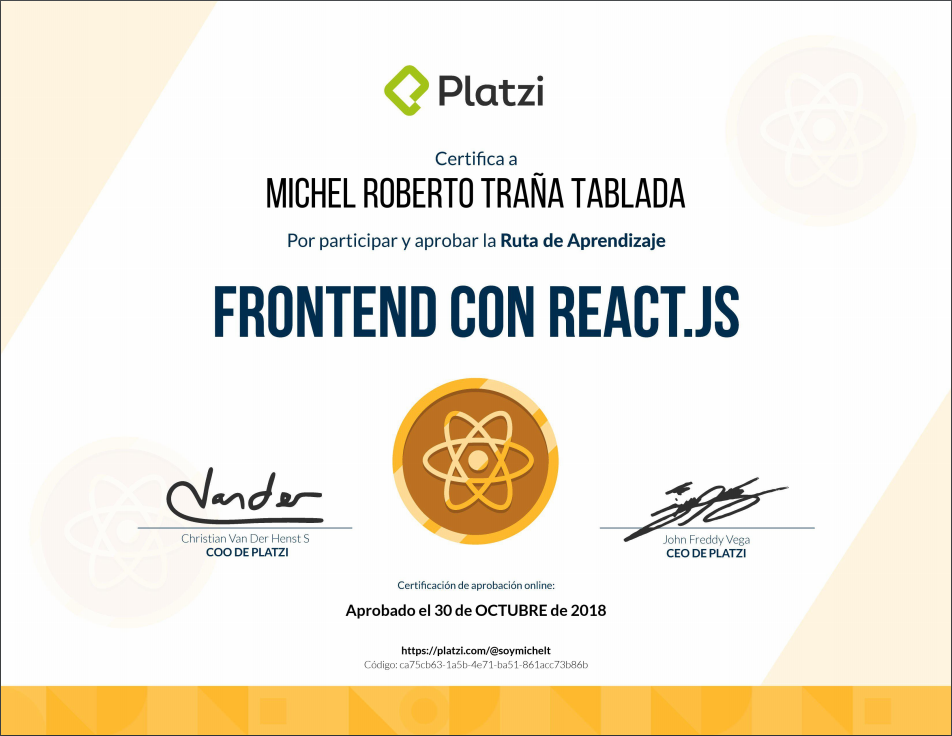 Platzi
Certifica a
MICHEL ROBERTO TRAÑA TABLADA
Por participar y aprobar la Ruta de Aprendizaje
FRONTEND CON REACT.JS
Vander
Christian Van Der Henst S
COO DE PLATZI
John Freddy Vega
CEO DE PLATZI
Certificación de aprobación online:
Aprobado el 30 de OCTUBRE de 2018
https://platzi.com/@soymichelt
Código: ca75cb63-1a5b-4e71-ba51-861acc73b86b